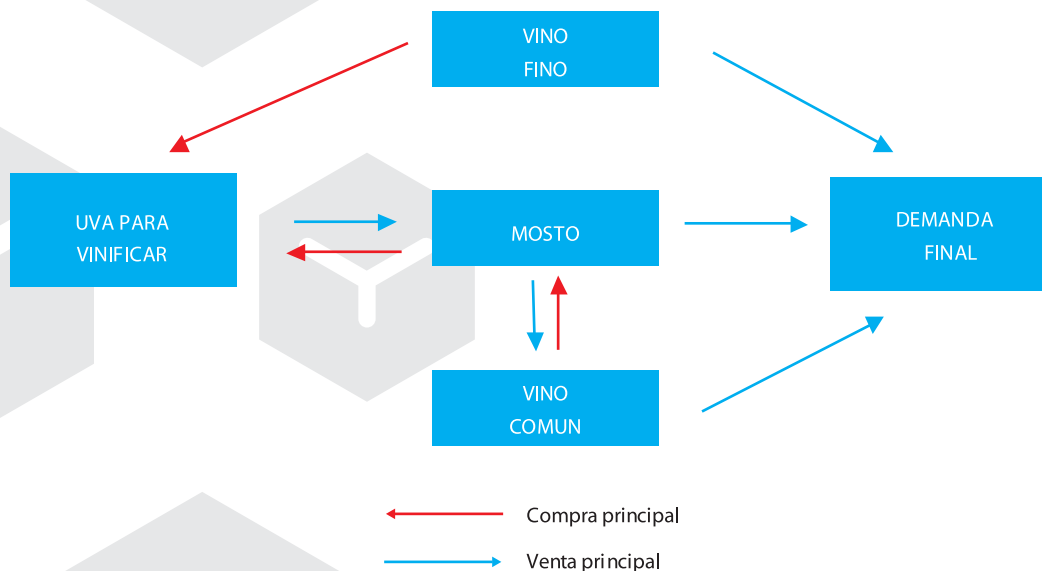 VINO
FINO
UVA PARA
VINIFICAR
MOSTO
DEMANDA
FINAL
VINO
COMUN
Compra principal
Venta principal